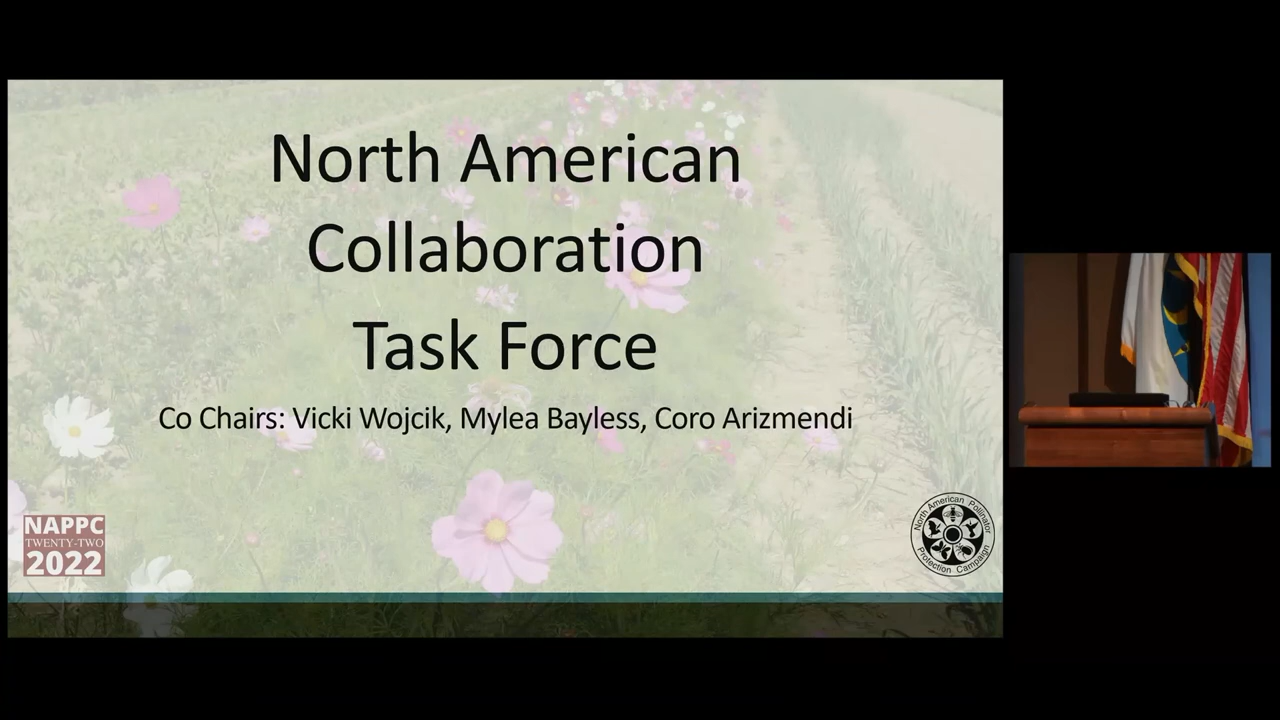 North American
Collaboration
Task Force
Co Chairs: Vicki Wojcik, Mylea Bayless, Coro Arizmendi
NAPPC
TWENTY-TWO
2022
North American Pollinator
Protection Campaign